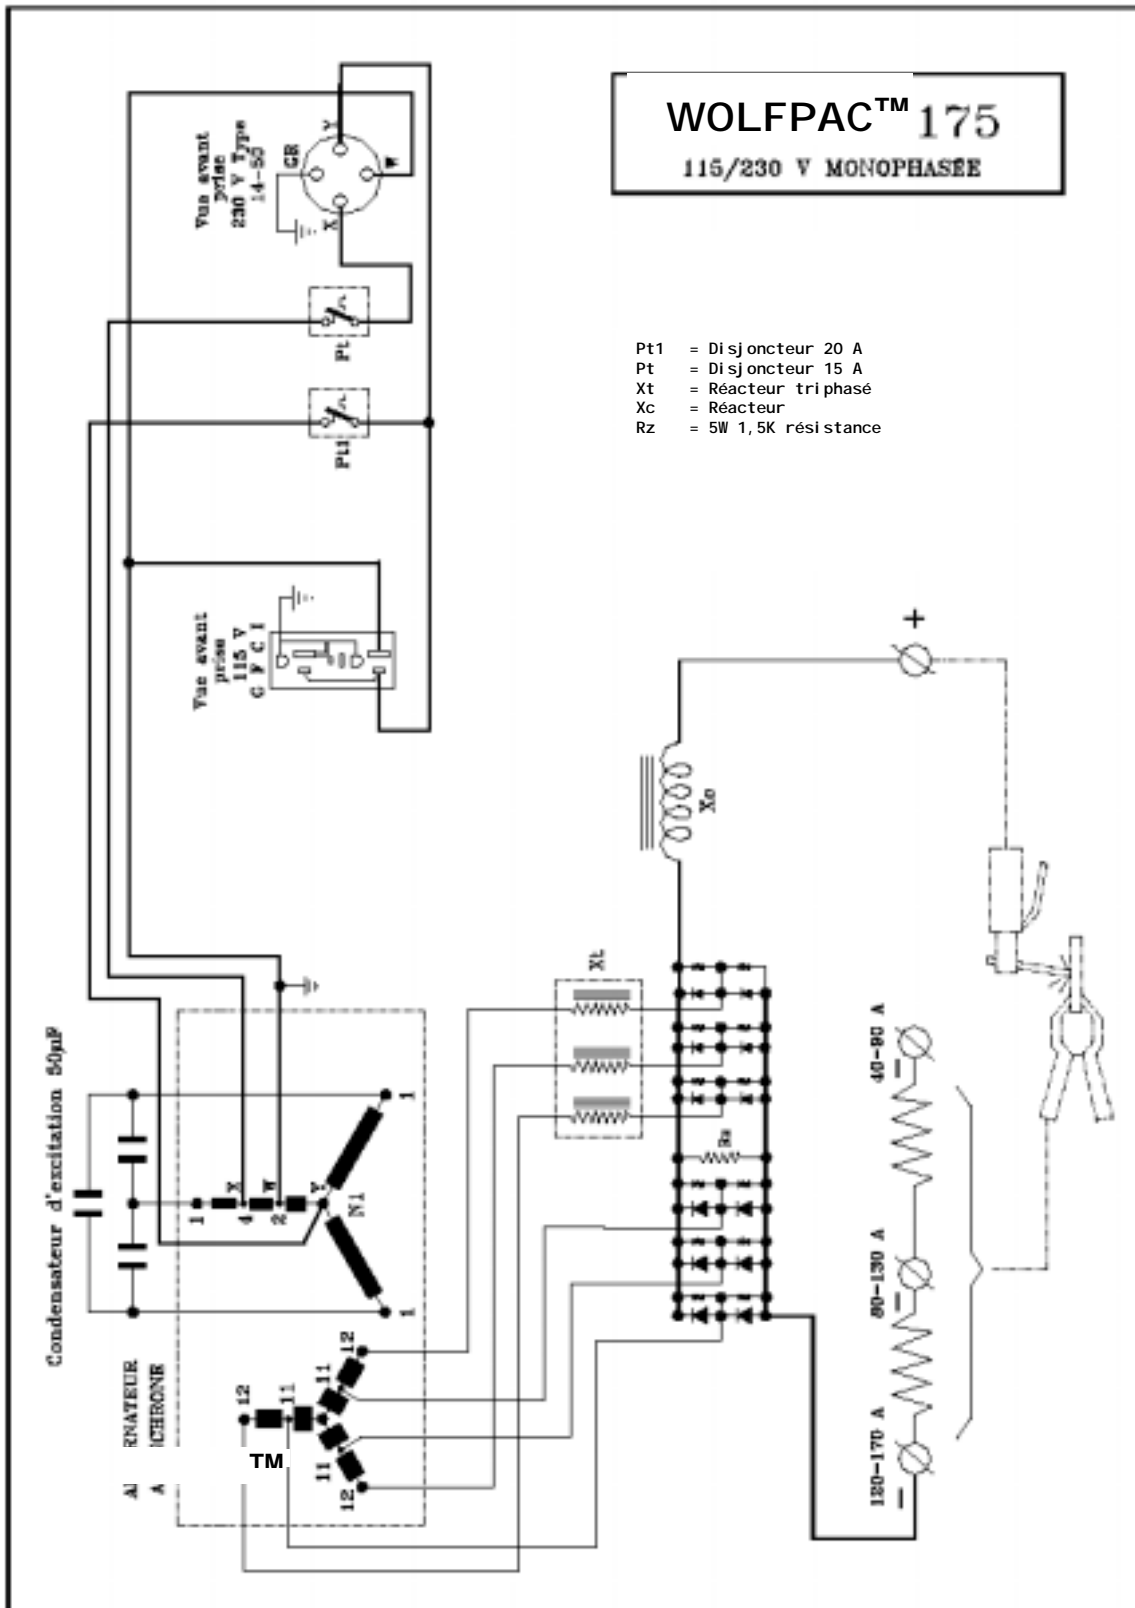 WOLFPAC™ 175
115/230 V MONOPHASÉE
Pt1 = Disjoncteur 20 A
Pt = Disjoncteur 15 A
Xt = Réacteur triphasé
Xc = Réacteur
Rz = 5W 1,5K résistance
Vue avant
prise
230 V Type
14-50
GR
Y
W
X
Pt
Pt1
Vue avant
prise
115 V
G F C I
+
Xc
Xt
Rz
Condensateur d'excitation 50µF
1
X
4
W
2
Y
N1
1
1
RNATEUR
CHRONE
TM
12
11
11
12
11
12
40-90 A
80-130 A
120-170 A